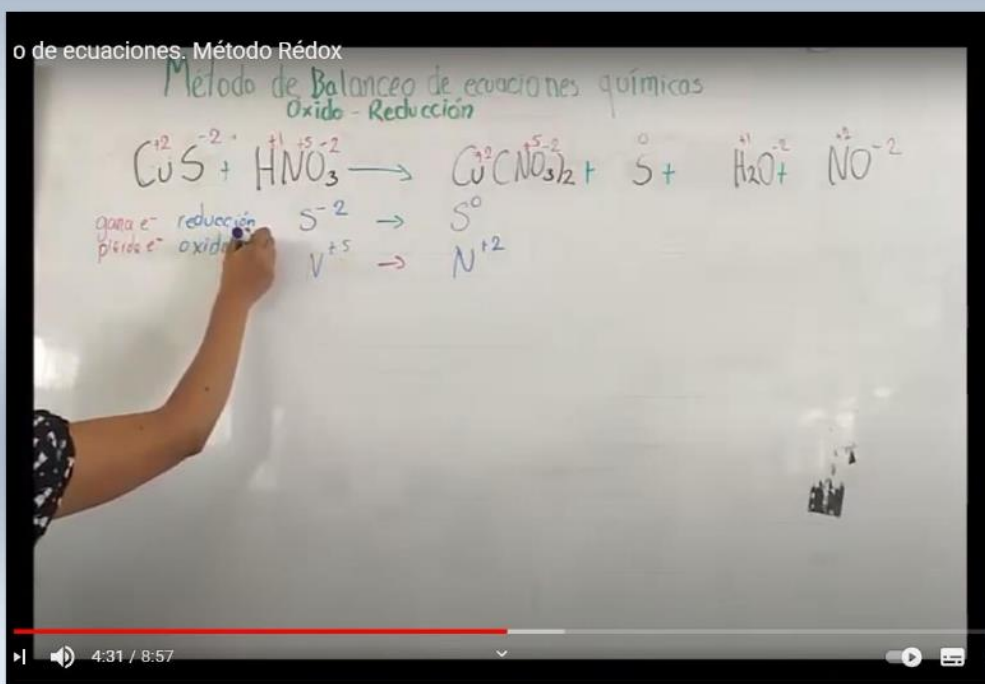 o de ecuaciones. Método Rédox
Método de Balanceo de ecuaciones químicas
Oxido - Reducción
+2 -2 +1 +5 -2 +2 +5 -2 0 +1 -2 +2
CuS + HNO3 → Cu(NO3)2 + S + H2O + NO-2
gana e- reducción S-2 → S0
pierde e- oxida V+5 → N+2
4:31 / 8:57